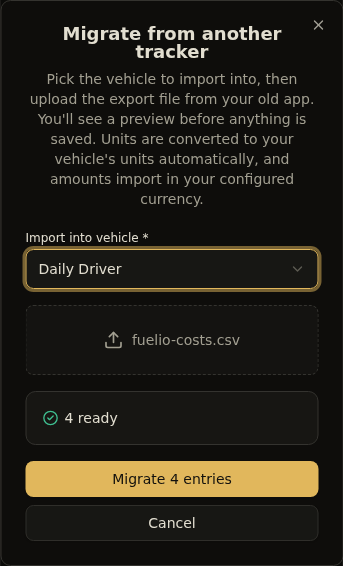 Migrate from another
tracker
Pick the vehicle to import into, then
upload the export file from your old app.
You'll see a preview before anything is
saved. Units are converted to your
vehicle's units automatically, and
amounts import in your configured
currency.
Import into vehicle *
Daily Driver
fuelio-costs.csv
4 ready
Migrate 4 entries
Cancel